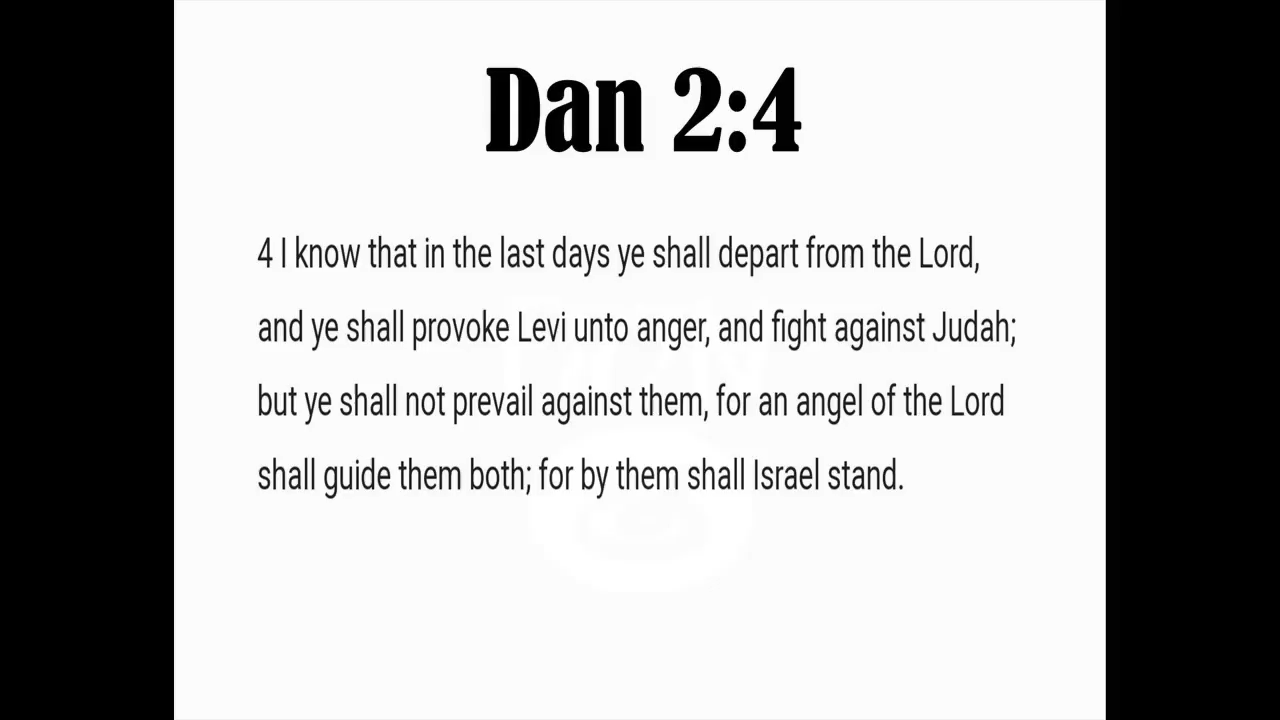 Dan 2:4
4 I know that in the last days ye shall depart from the Lord,
and ye shall provoke Levi unto anger, and fight against Judah;
but ye shall not prevail against them, for an angel of the Lord
shall guide them both; for by them shall Israel stand.